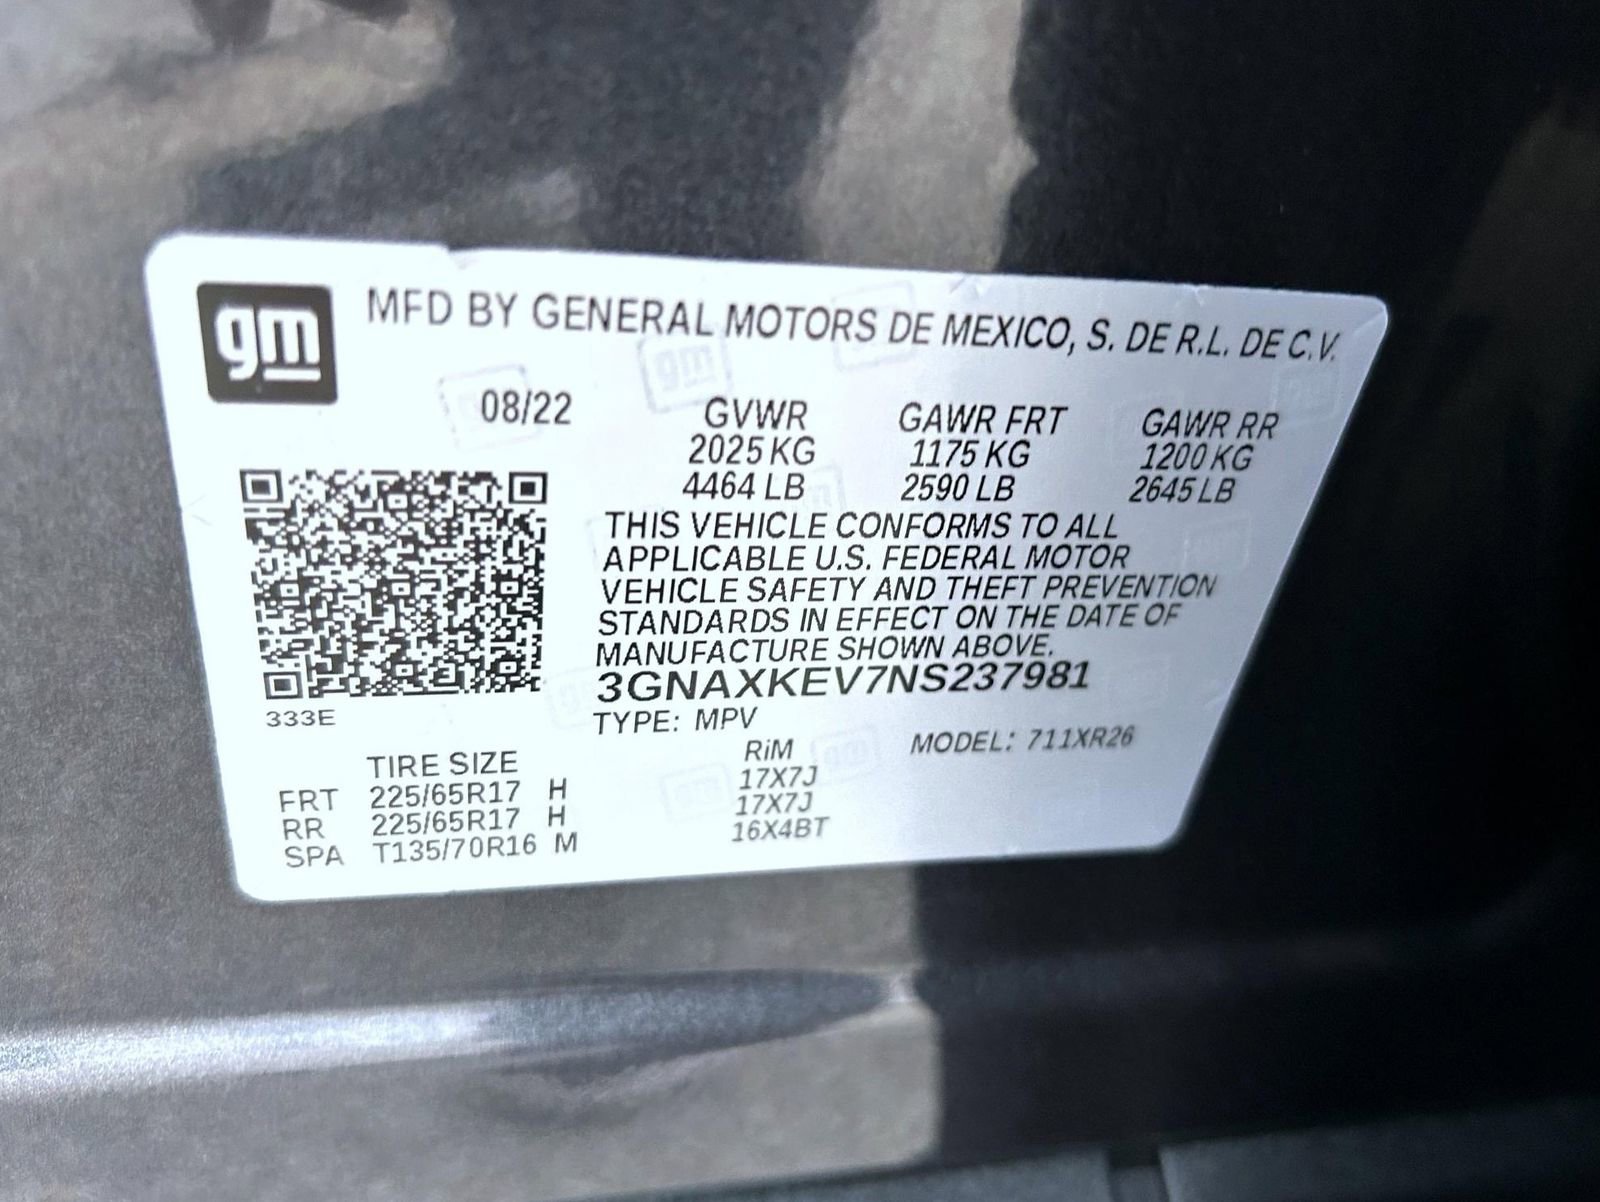 gm
MFD BY GENERAL MOTORS DE MEXICO, S. DE R.L. DE C.V.
08/22 GVWR GAWR FRT GAWR RR
2025 KG 1175 KG 1200 KG
4464 LB 2590 LB 2645 LB
THIS VEHICLE CONFORMS TO ALL
APPLICABLE U.S. FEDERAL MOTOR
VEHICLE SAFETY AND THEFT PREVENTION
STANDARDS IN EFFECT ON THE DATE OF
MANUFACTURE SHOWN ABOVE.
3GNAXKEV7NS237981
333E
TYPE: MPV MODEL: 711XR26
TIRE SIZE RiM
FRT 225/65R17 H 17X7J
RR 225/65R17 H 17X7J
SPA T135/70R16 M 16X4BT